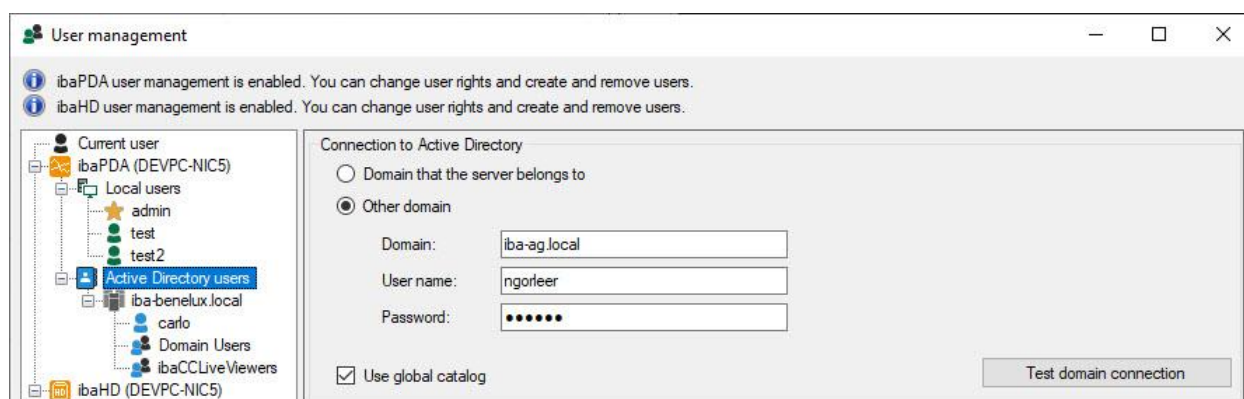 User management
ibaPDA user management is enabled. You can change user rights and create and remove users.
ibaHD user management is enabled. You can change user rights and create and remove users.
Current user
ibaPDA (DEVPC-NIC5)
Local users
admin
test
test2
Active Directory users
iba-benelux.local
carlo
Domain Users
ibaCCLiveViewers
HD
ibaHD (DEVPC-NIC5)
Connection to Active Directory
Domain that the server belongs to
Other domain
Domain: iba-ag.local
User name: ngorleer
Password: ●●●●●●
Use global catalog
Test domain connection